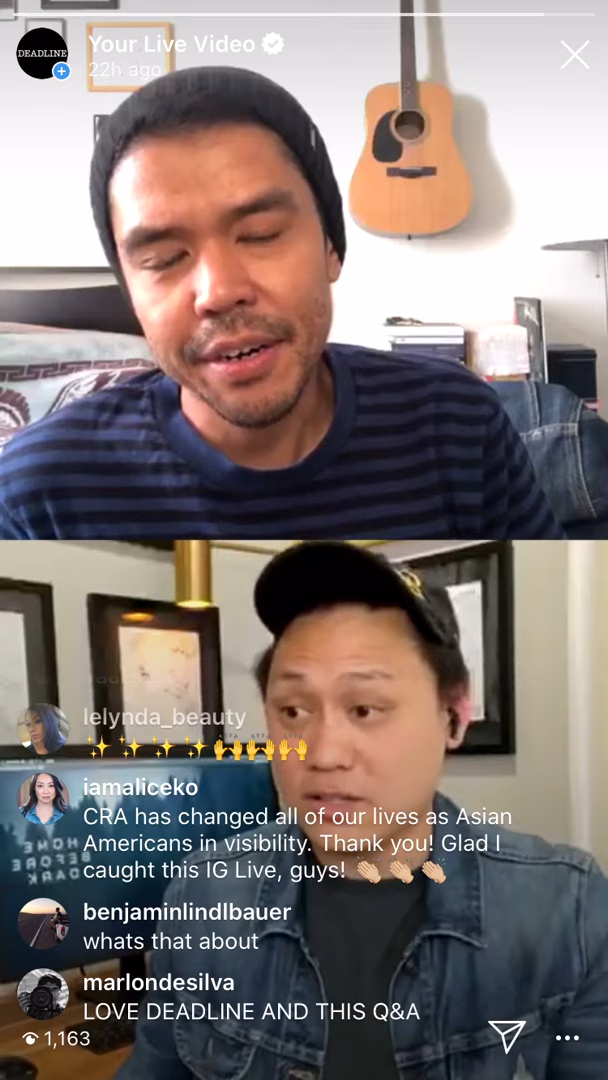 DEADLINE
Your Live Video
22h ago
lelynda_beauty
✨ ✨ ✨ ✨ 🙌🙌🙌
iamaliceko
CRA has changed all of our lives as Asian
Americans in visibility. Thank you! Glad I
caught this IG Live, guys! 👏🏼 👏🏼 👏🏼
HOME
BEFORE
DARK
benjaminlindlbauer
whats that about
marlondesilva
LOVE DEADLINE AND THIS Q&A
1,163